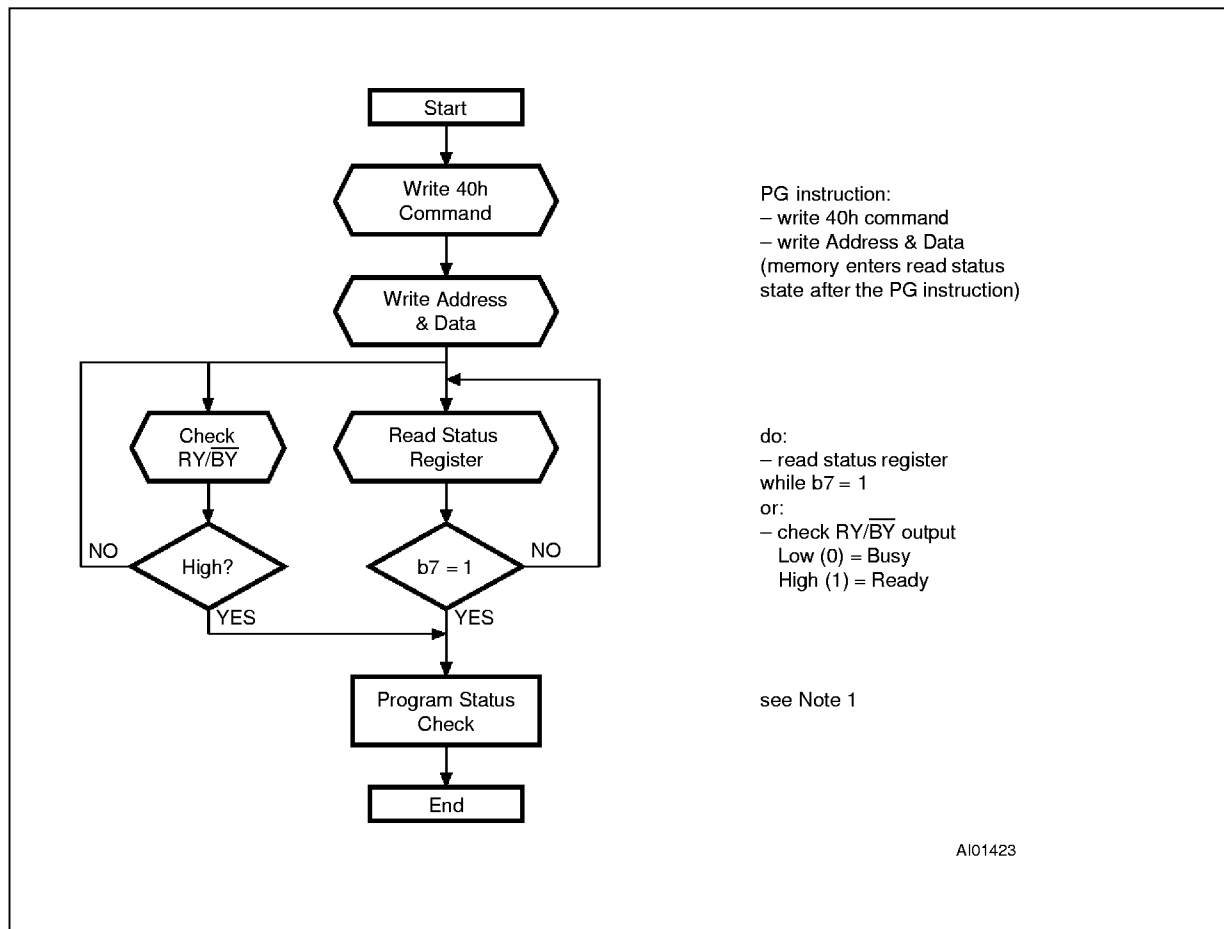 Start
Write 40h
Command
PG instruction:
– write 40h command
– write Address & Data
(memory enters read status
state after the PG instruction)
Write Address
& Data
Check
RY/B̅Y̅
Read Status
Register
do:
– read status register
while b7 = 1
or:
– check RY/B̅Y̅ output
Low (0) = Busy
High (1) = Ready
NO
High?
YES
b7 = 1
NO
YES
Program Status
Check
see Note 1
End
AI01423